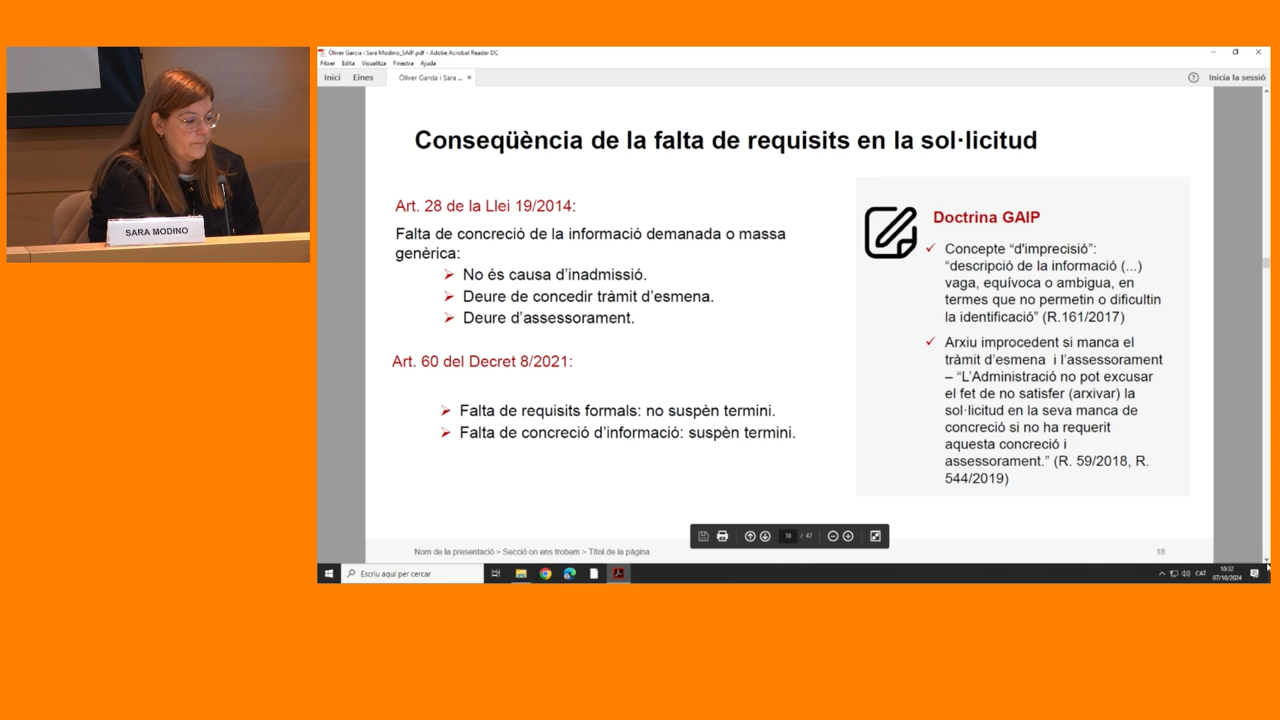 SARA MODINO
Òliver Garcia i Sara Modino_SAIP.pdf - Adobe Acrobat Reader DC
Fitxer Edita Visualitza Finestra Ajuda
Inici Eines Òliver Garcia i Sara ... × Inicia la sessió
Conseqüència de la falta de requisits en la sol·licitud
Art. 28 de la Llei 19/2014:
Falta de concreció de la informació demanada o massa
genèrica:
No és causa d’inadmissió.
Deure de concedir tràmit d’esmena.
Deure d’assessorament.
Art. 60 del Decret 8/2021:
Falta de requisits formals: no suspèn termini.
Falta de concreció d’informació: suspèn termini.
Doctrina GAIP
Concepte “d'imprecisió”:
“descripció de la informació (...)
vaga, equívoca o ambigua, en
termes que no permetin o dificultin
la identificació” (R.161/2017)
Arxiu improcedent si manca el
tràmit d’esmena i l’assessorament
– “L’Administració no pot excusar
el fet de no satisfer (arxivar) la
sol·licitud en la seva manca de
concreció si no ha requerit
aquesta concreció i
assessorament.” (R. 59/2018, R.
544/2019)
18 / 47
Nom de la presentació > Secció on ens trobem > Títol de la pàgina
18
Escriu aquí per cercar
CAT
10:32
07/10/2024